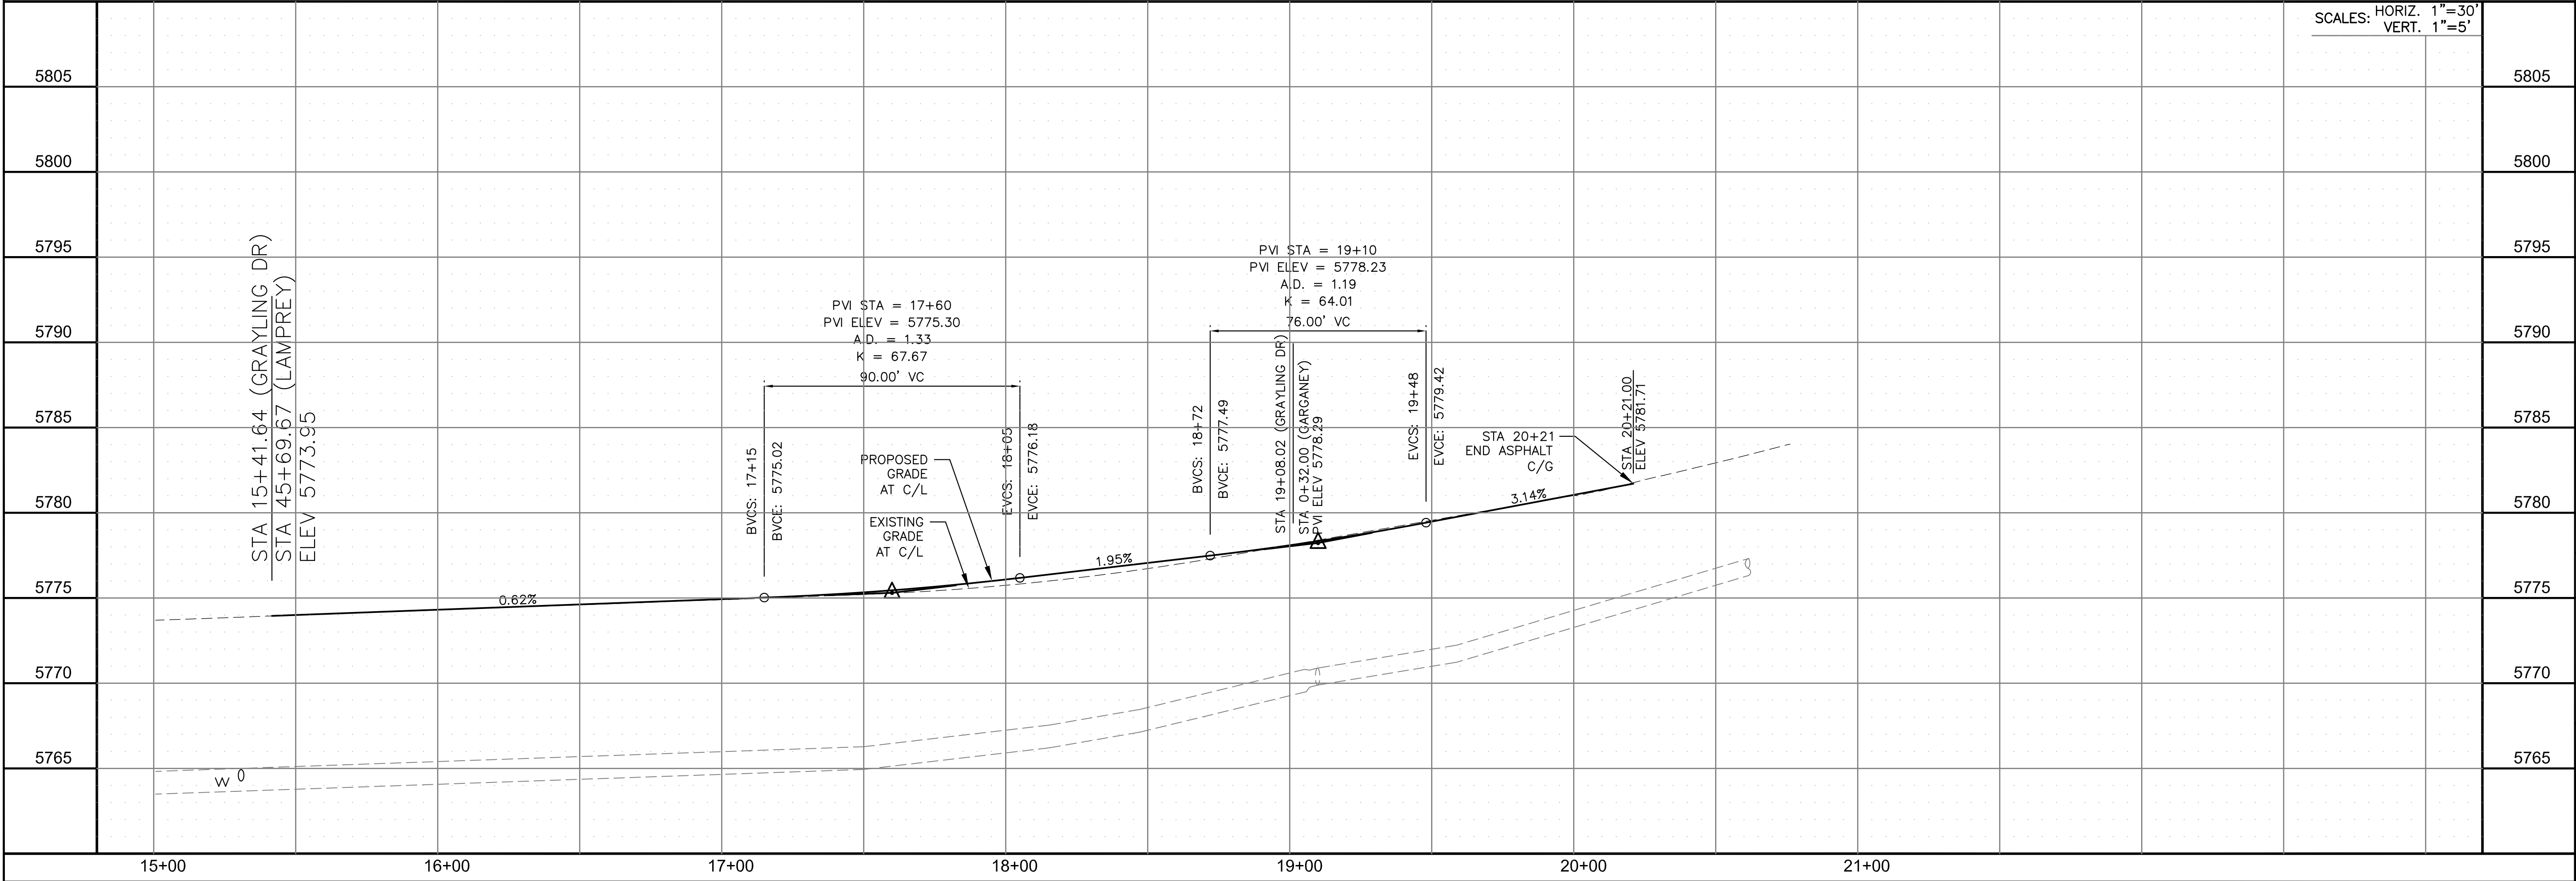 SCALES: HORIZ. 1"=30'
VERT. 1"=5'
5805
5800
5795
5790
5785
5780
5775
5770
5765
5805
5800
5795
5790
5785
5780
5775
5770
5765
STA 15+41.64 (GRAYLING DR)
STA 45+69.67 (LAMPREY)
ELEV 5773.95
PVI STA = 17+60
PVI ELEV = 5775.30
A.D. = 1.33
K = 67.67
90.00' VC
BVCS: 17+15
BVCE: 5775.02
EVCS: 18+05
EVCE: 5776.18
PROPOSED
GRADE
AT C/L
EXISTING
GRADE
AT C/L
PVI STA = 19+10
PVI ELEV = 5778.23
A.D. = 1.19
K = 64.01
76.00' VC
BVCS: 18+72
BVCE: 5777.49
STA 19+08.02 (GRAYLING DR)
STA 0+32.00 (GARGANEY)
PVI ELEV 5778.29
EVCS: 19+48
EVCE: 5779.42
STA 20+21
END ASPHALT
C/G
STA 20+21.00
ELEV 5781.71
0.62%
1.95%
3.14%
W
15+00
16+00
17+00
18+00
19+00
20+00
21+00